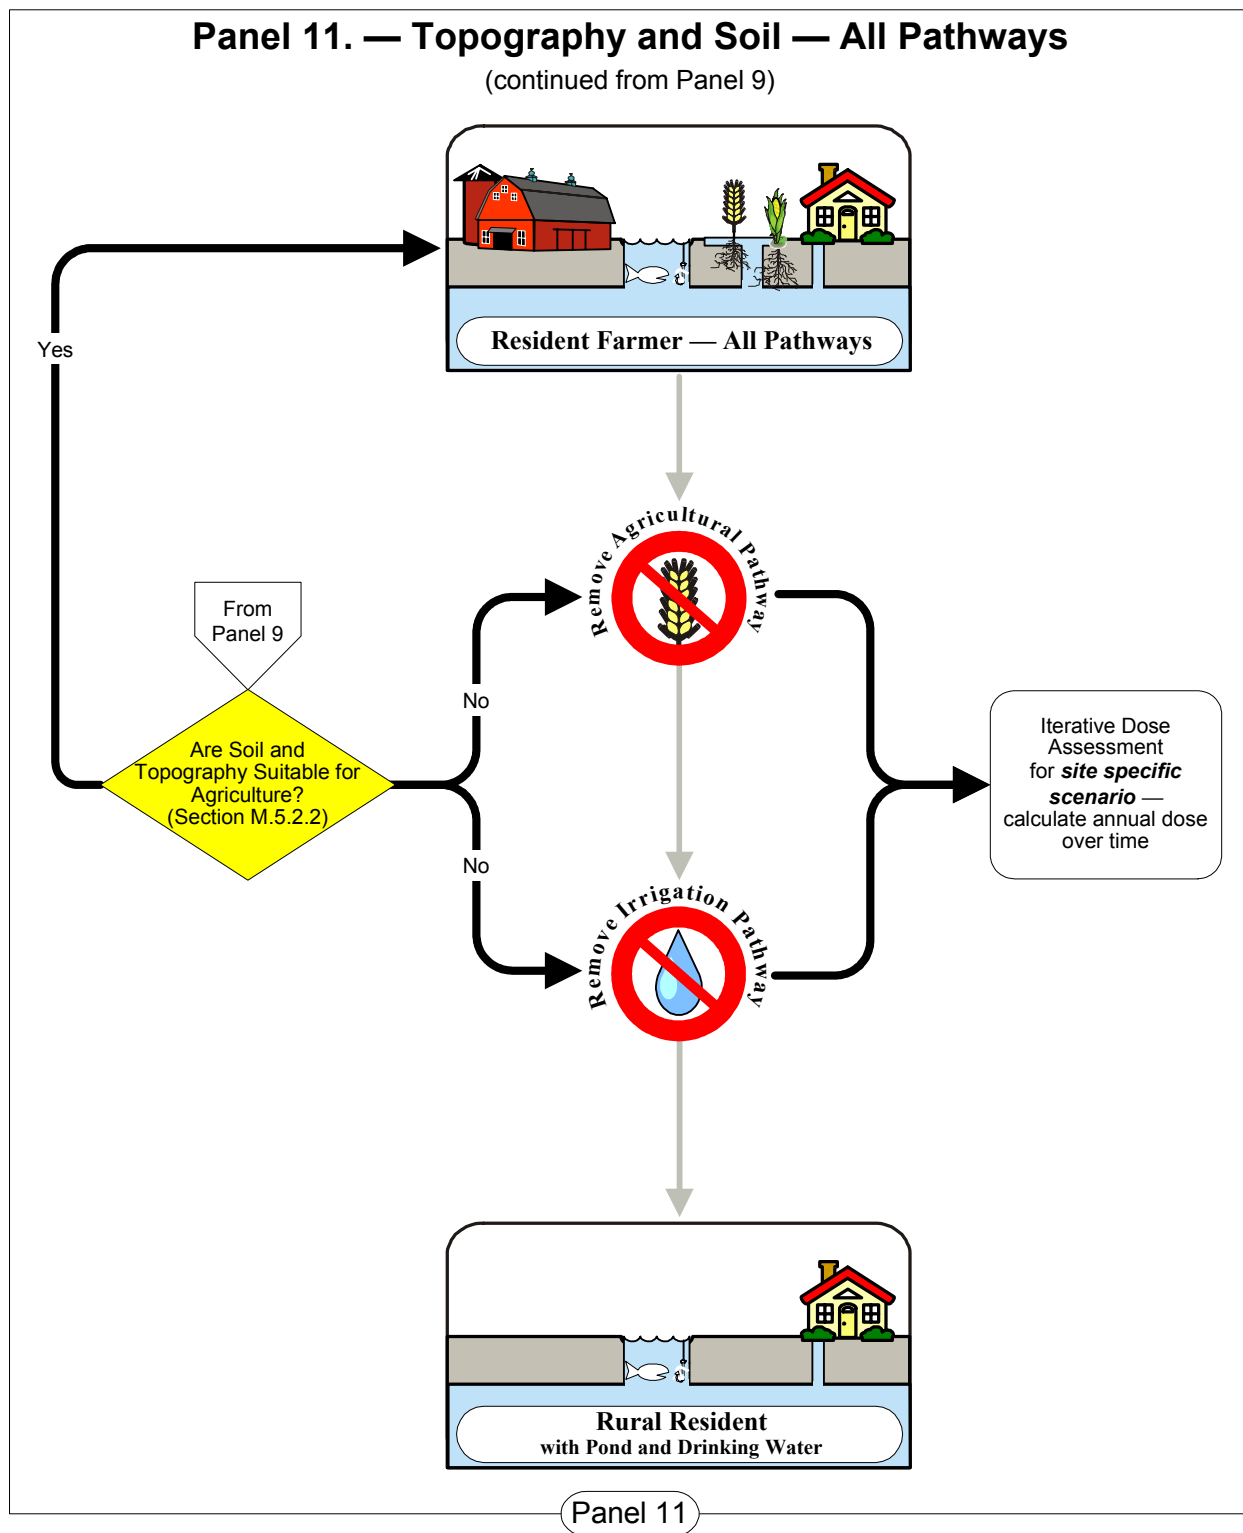 Panel 11. — Topography and Soil — All Pathways
(continued from Panel 9)
Resident Farmer — All Pathways
Yes
Remove Agricultural Pathway
From
Panel 9
No
Are Soil and
Topography Suitable for
Agriculture?
(Section M.5.2.2)
Iterative Dose
Assessment
for site specific
scenario —
calculate annual dose
over time
No
Remove Irrigation Pathway
Rural Resident
with Pond and Drinking Water
Panel 11